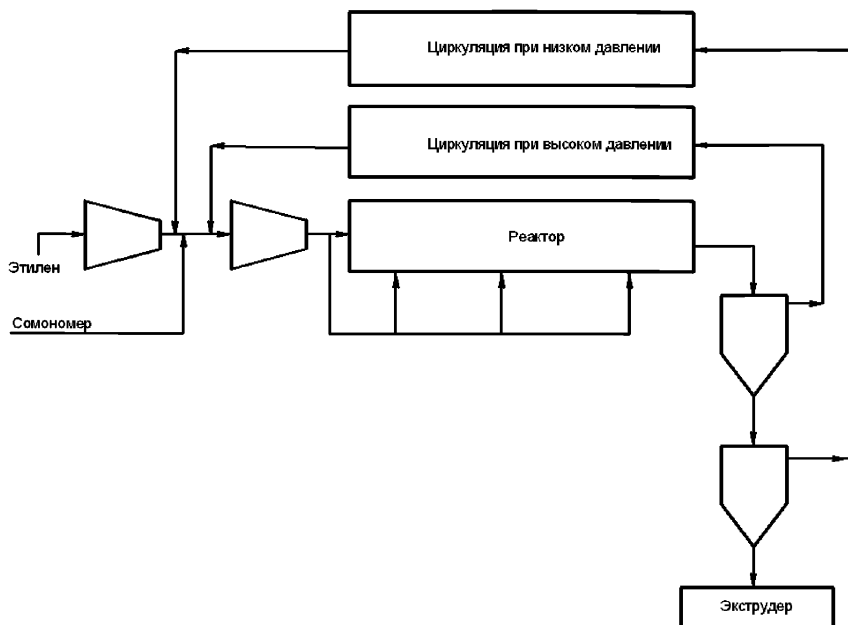 Циркуляция при низком давлении
Циркуляция при высоком давлении
Реактор
Этилен
Сомономер
Экструдер